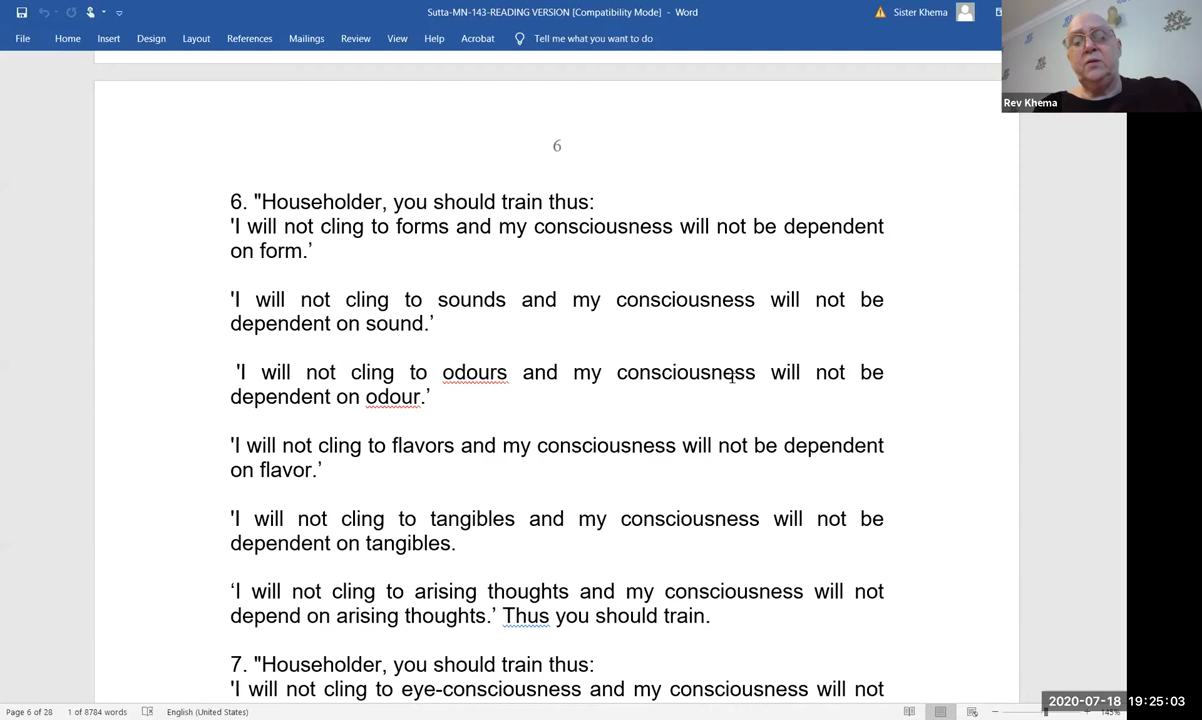 Sutta-MN-143-READING VERSION [Compatibility Mode] - Word
Sister Khema
File Home Insert Design Layout References Mailings Review View Help Acrobat Tell me what you want to do
Rev Khema
6
6. "Householder, you should train thus:
'I will not cling to forms and my consciousness will not be dependent
on form.’
'I will not cling to sounds and my consciousness will not be
dependent on sound.’
'I will not cling to odours and my consciousness will not be
dependent on odour.’
'I will not cling to flavors and my consciousness will not be dependent
on flavor.’
'I will not cling to tangibles and my consciousness will not be
dependent on tangibles.
‘I will not cling to arising thoughts and my consciousness will not
depend on arising thoughts.’ Thus you should train.
7. "Householder, you should train thus:
'I will not cling to eye-consciousness and my consciousness will not
Page 6 of 28 1 of 8784 words English (United States)
2020-07-18 19:25:03
145%